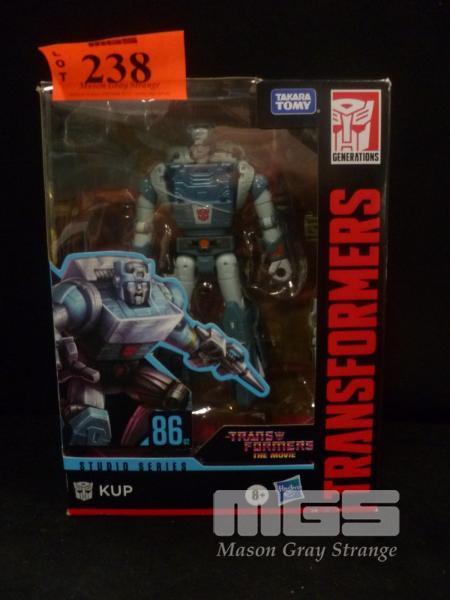 LOT
238
Mason Gray Strange
TAKARA
TOMY
GENERATIONS
TRANSFORMERS
86
TRANSFORMERS
THE MOVIE
STUDIO SERIES
KUP
8+
Hasbro
MGS
Mason Gray Strange